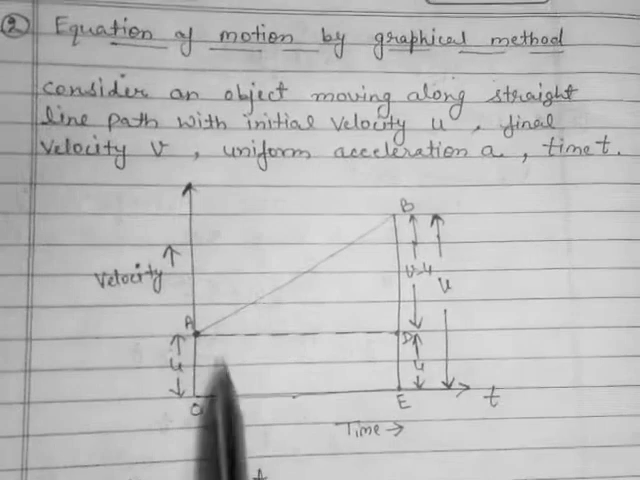 2 Equation of motion by graphical method
consider an object moving along straight
line path with initial velocity u, final
velocity v, uniform acceleration a, time t.
B
Velocity
v-u
v
A
D
u
u
O
E
t
Time →